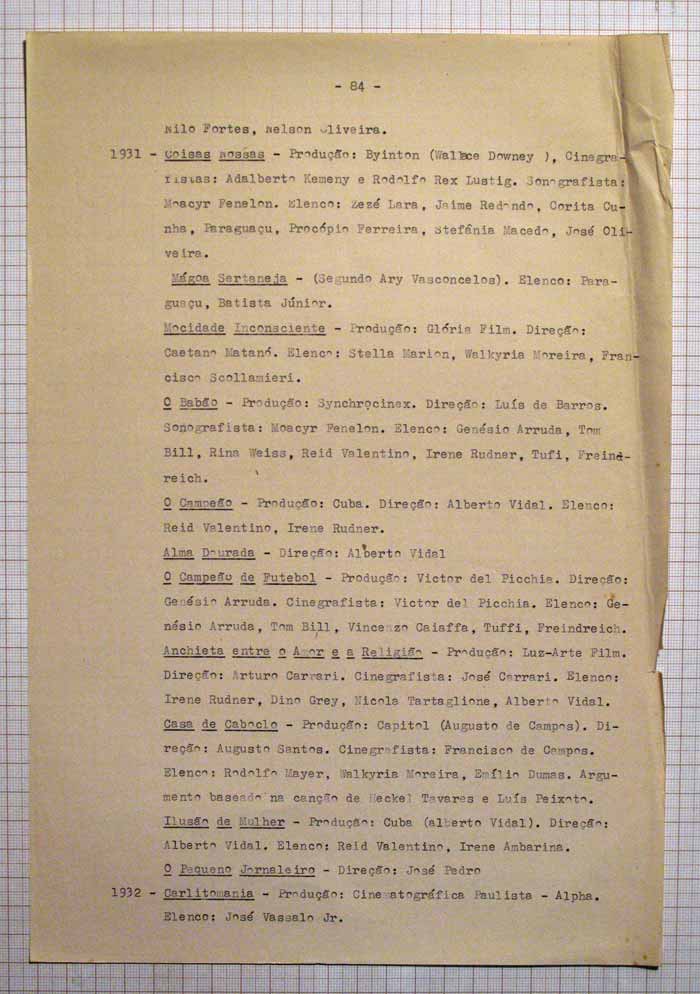 - 84 -
Nilo Fortes, Nelson Oliveira.
1931 - Coisas Nossas - Produção: Byinton (Wallace Downey ), Cinegra-
fistas: Adalberto Kemeny e Rodolfo Rex Lustig. Sonografista:
Moacyr Fenelon. Elenco: Zezé Lara, Jaime Redondo, Corita Cu-
nha, Paraguaçu, Procópio Ferreira, Stefânia Macedo, José Oli-
veira.
Mágoa Sertaneja - (Segundo Ary Vasconcelos). Elenco: Para-
guaçu, Batista Júnior.
Mocidade Inconsciente - Produção: Glória Film. Direção:
Caetano Matanó. Elenco: Stella Marion, Walkyria Moreira, Fran-
cisco Scollamieri.
O Babão - Produção: Synchrocinex. Direção: Luís de Barros.
Sonografista: Moacyr Fenelon. Elenco: Genésio Arruda, Tom
Bill, Rina Weiss, Reid Valentino, Irene Rudner, Tufi, Freind-
reich.
O Campeão - Produção: Cuba. Direção: Alberto Vidal. Elenco:
Reid Valentino, Irene Rudner.
Alma Dourada - Direção: Alberto Vidal
O Campeão de Futebol - Produção: Victor del Picchia. Direção:
Genésio Arruda. Cinegrafista: Victor del Picchia. Elenco: Ge-
nésio Arruda, Tom Bill, Vincenzo Caiaffa, Tuffi, Freindreich.
Anchieta entre o Amor e a Religião - Produção: Luz-Arte Film.
Direção: Arturo Carrari. Cinegrafista: José Carrari. Elenco:
Irene Rudner, Dino Grey, Nicola Tartaglione, Alberto Vidal.
Casa de Caboclo - Produção: Capitol (Augusto de Campos). Di-
reção: Augusto Santos. Cinegrafista: Francisco de Campos.
Elenco: Rodolfo Mayer, Walkyria Moreira, Emílio Dumas. Argu-
mento baseado na canção de Heckel Tavares e Luís Peixoto.
Ilusão de Mulher - Produção: Cuba (alberto Vidal). Direção:
Alberto Vidal. Elenco: Reid Valentino, Irene Ambarina.
O Pequeno Jornaleiro - Direção: José Pedro
1932 - Carlitomania - Produção: Cinematográfica Paulista - Alpha.
Elenco: José Vassalo Jr.